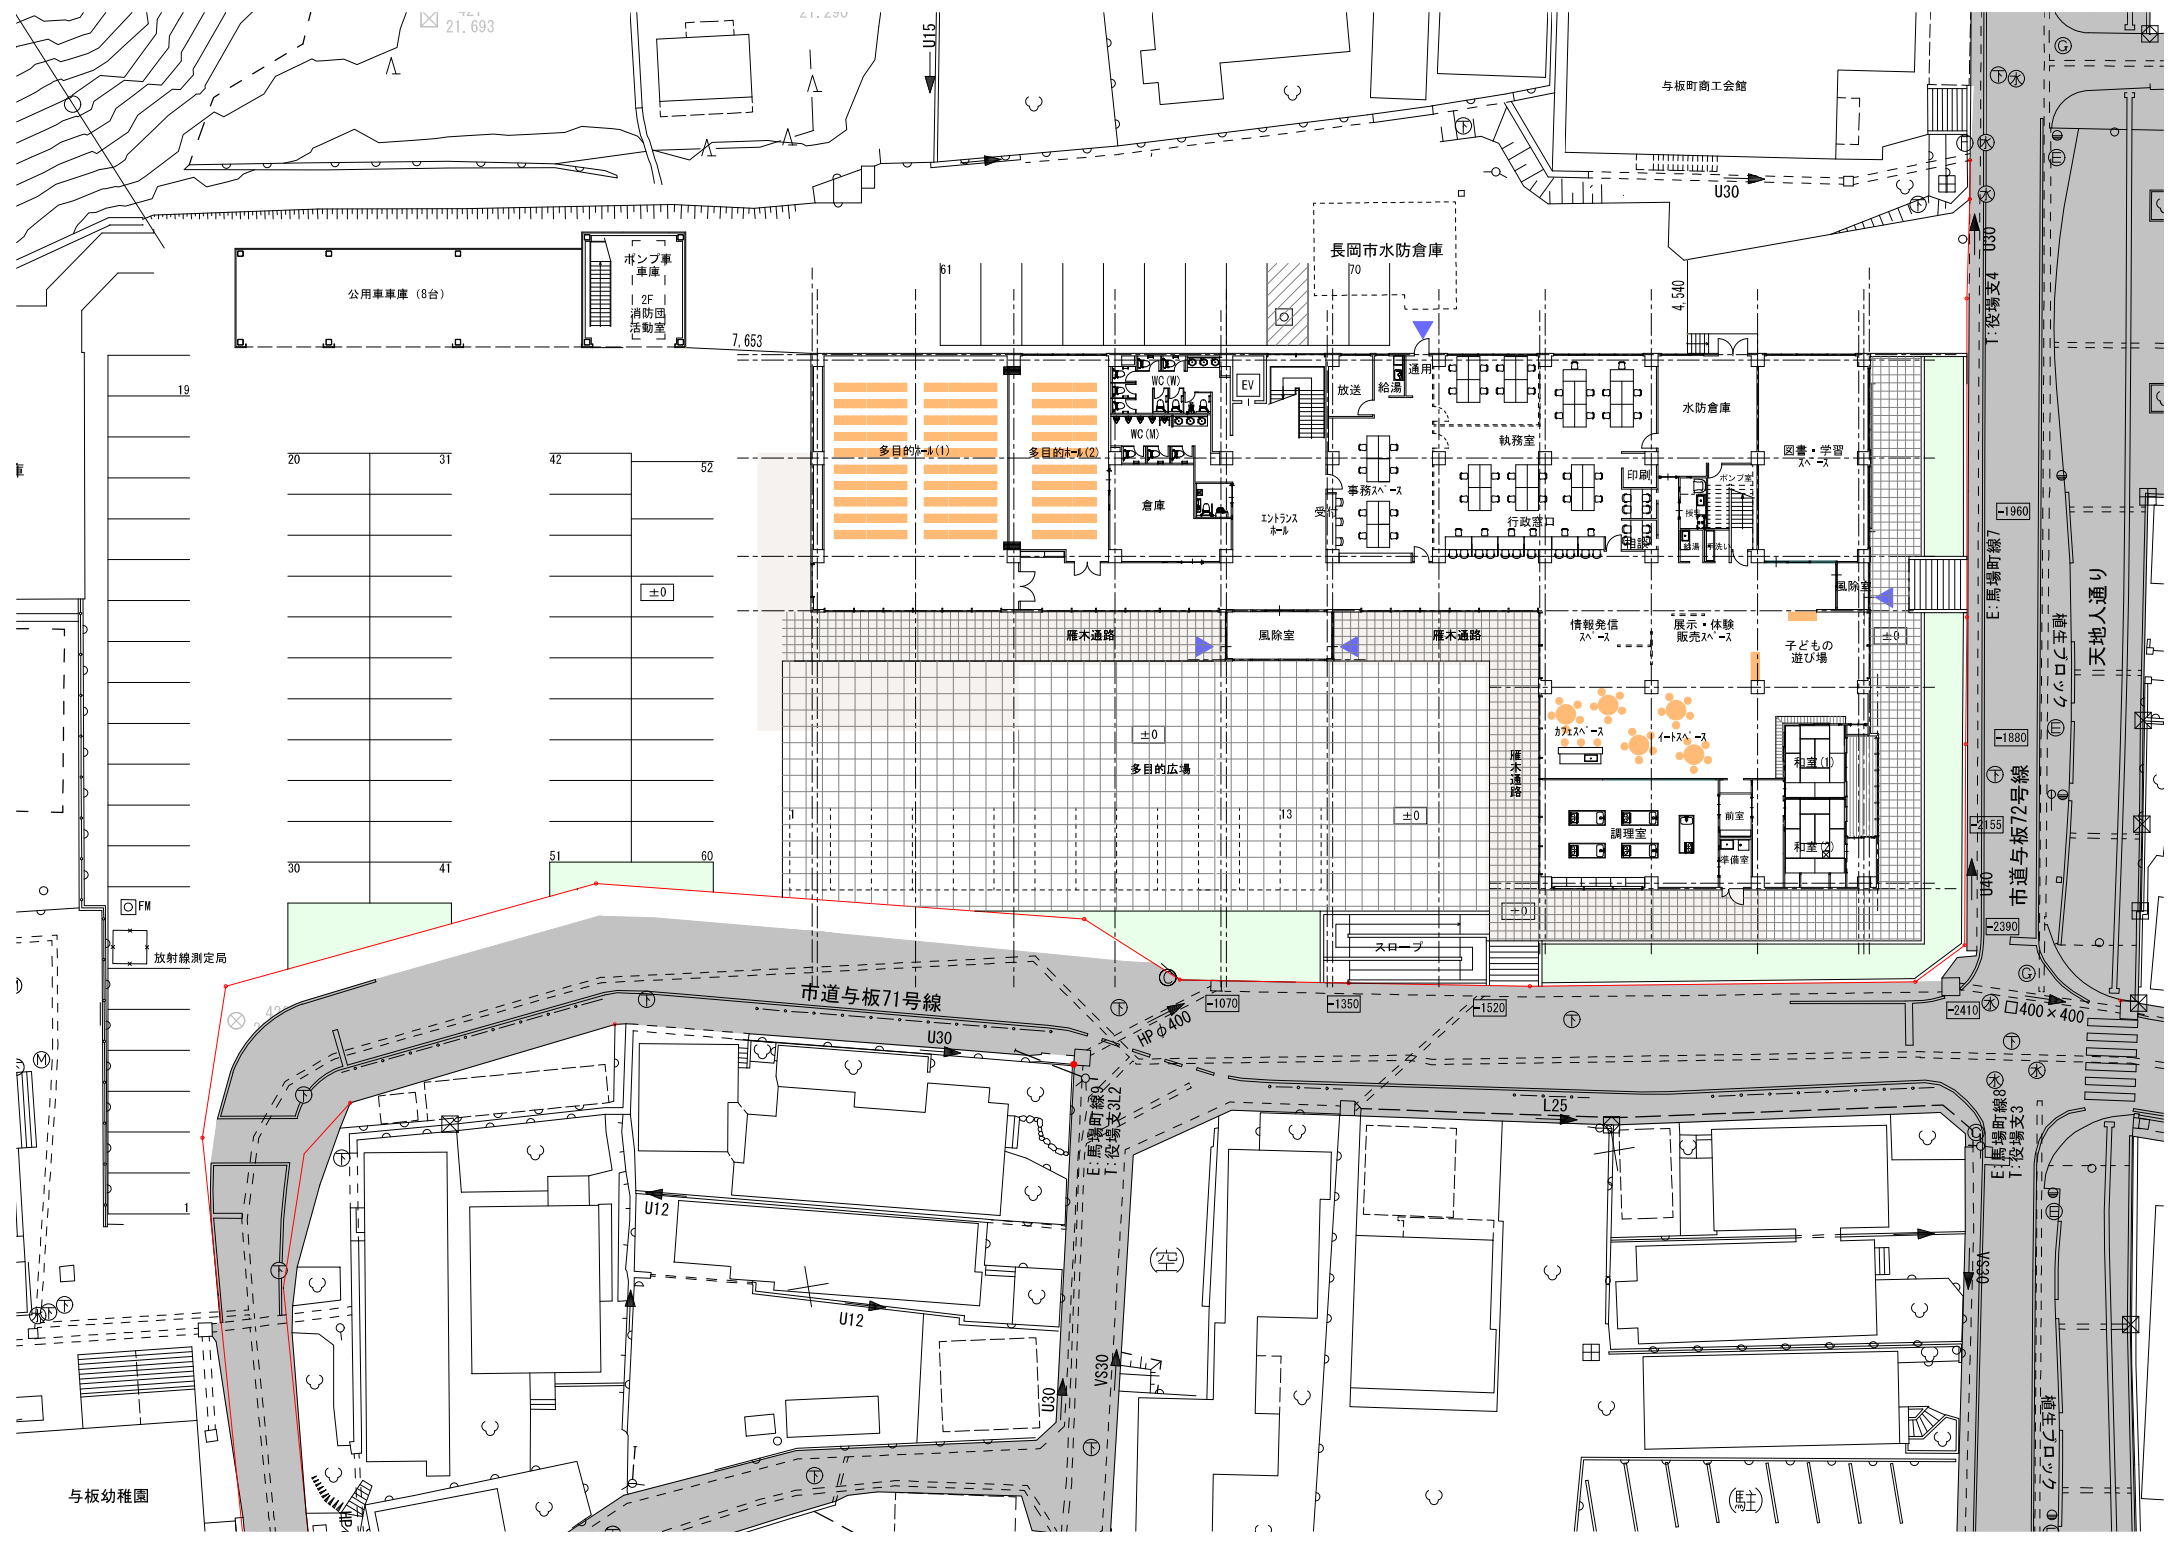 21.693
U15
与板町商工会館
U30
U30
T:役場支4
ポンプ車
車庫
2F
消防団
活動室
公用車車庫（8台）
長岡市水防倉庫
61
70
4,540
7,653
19
20
31
42
52
多目的ホール(1)
多目的ホール(2)
WC(W)
WC(M)
倉庫
EV
エントランス
ホール
放送
給湯
通用
事務スペース
受付
執務室
行政窓口
印刷
相談
水防倉庫
ポンプ室
授乳
給湯
手洗い
図書・学習
スペース
風除室
±0
雁木通路
風除室
雁木通路
情報発信
スペース
展示・体験
販売スペース
子どもの
遊び場
±0
±0
多目的広場
±0
カフェスペース
イートスペース
雁木通路
和室(1)
和室(2)
調理室
前室
準備室
±0
スロープ
1
13
30
41
51
60
FM
放射線測定局
1
-1960
E:馬場町線7
天地人通り
植生ブロック
-1880
-2155
市道与板72号線
U40
-2390
-2410
□400×400
市道与板71号線
-1070
-1350
-1520
HPφ400
U30
E:馬場町線9
T:役場支3L2
L25
E:馬場町線8
T:役場支3
U12
U12
(空)
VS30
U30
VS30
植生ブロック
(駐)
与板幼稚園
HP